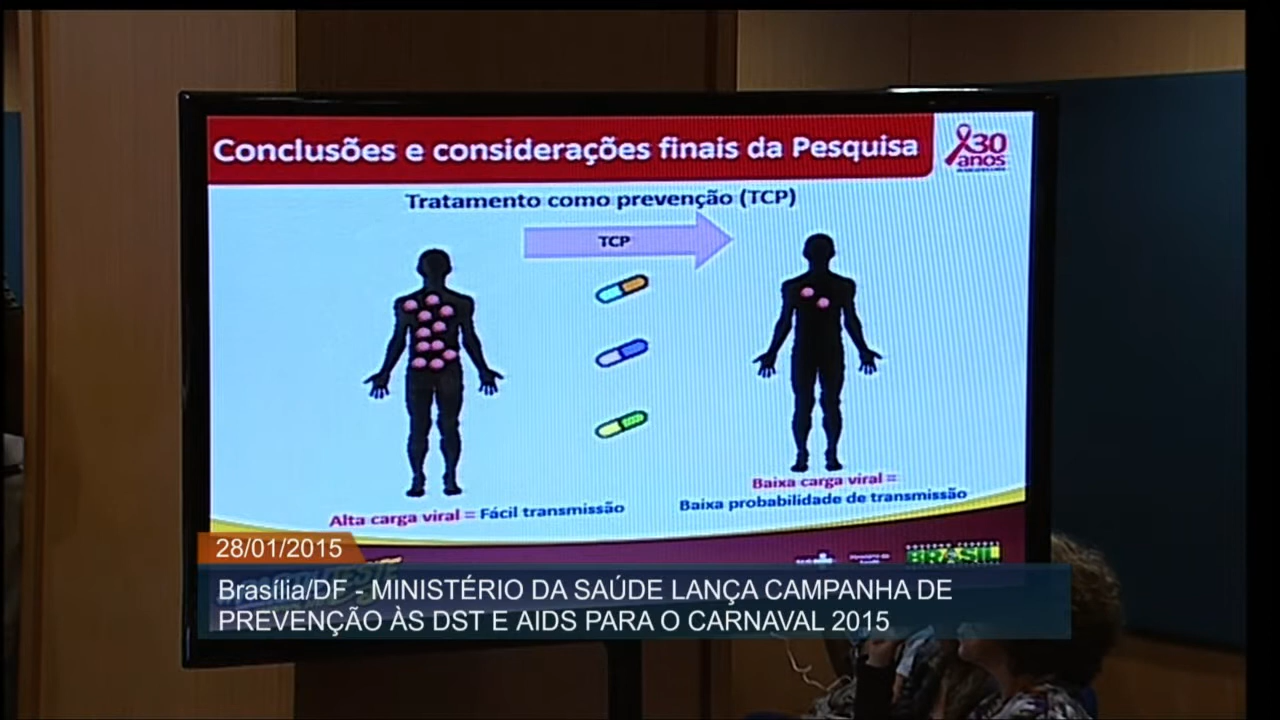 Conclusões e considerações finais da Pesquisa
30
anos
Tratamento como prevenção (TCP)
TCP
Alta carga viral = Fácil transmissão
Baixa carga viral =
Baixa probabilidade de transmissão
BRASIL
28/01/2015
Brasília/DF - MINISTÉRIO DA SAÚDE LANÇA CAMPANHA DE
PREVENÇÃO ÀS DST E AIDS PARA O CARNAVAL 2015